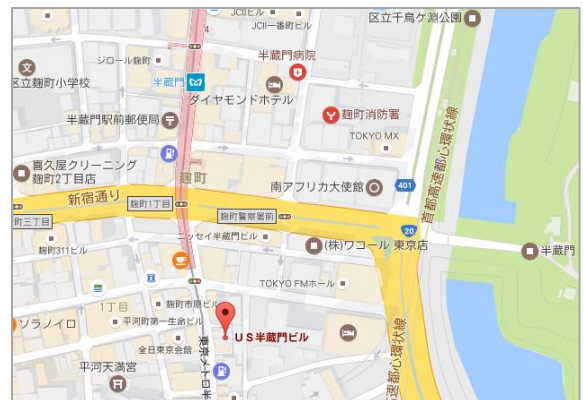 JCIIビル
JCII一番町ビル
4
区立千鳥ケ淵公園
ジロール麹町
半蔵門病院
区立麹町小学校
半蔵門
ダイヤモンドホテル
麹町消防署
半蔵門駅前郵便局
TOKYO MX
首都高速都心環状線
喜久屋クリーニング
麹町2丁目店
麹町
南アフリカ大使館
401
新宿通り
麹町1丁目
麹町警察署前
20
町三丁目
ニッセイ半蔵門ビル
(株)ワコール 東京店
半蔵門
麹町311ビル
TOKYO FMホール
1丁目
麹町市原ビル
平河町第一生命ビル
ソラノイロ
US半蔵門ビル
全日東京会館
東京メトロ半
首都高速都心環状線
平河天満宮